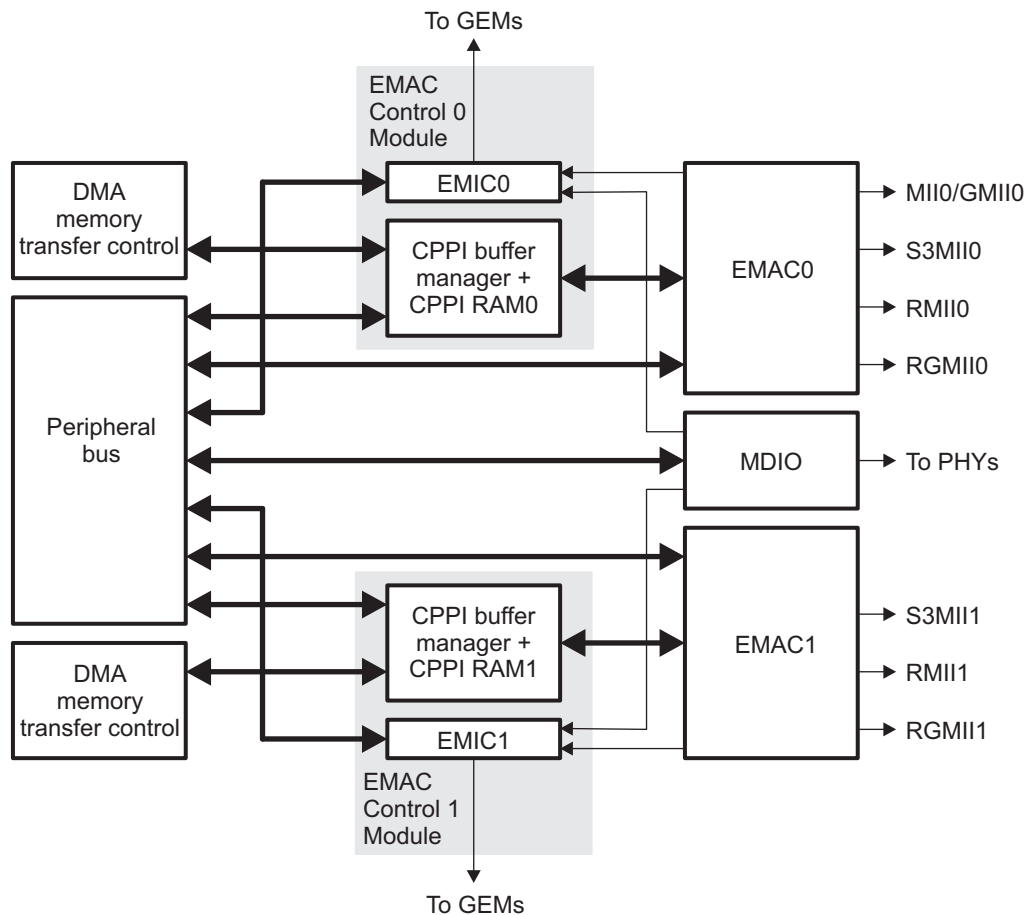 To GEMs
EMAC
Control 0
Module
EMIC0
DMA
memory
transfer control
CPPI buffer
manager +
CPPI RAM0
EMAC0
MII0/GMII0
S3MII0
RMII0
RGMII0
Peripheral
bus
MDIO
To PHYs
CPPI buffer
manager +
CPPI RAM1
EMAC1
S3MII1
RMII1
RGMII1
DMA
memory
transfer control
EMIC1
EMAC
Control 1
Module
To GEMs